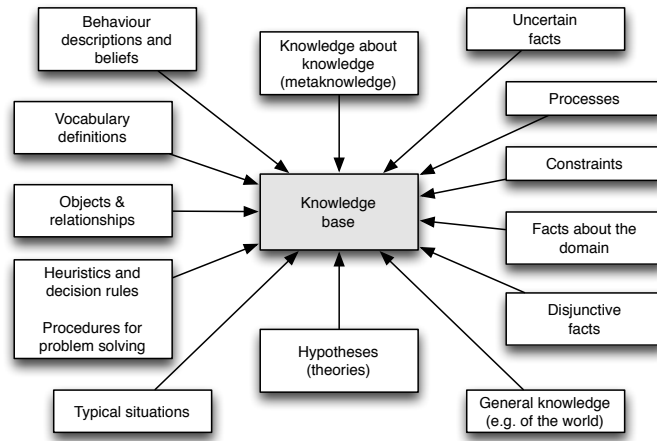 Behaviour
descriptions and
beliefs
Knowledge about
knowledge
(metaknowledge)
Uncertain
facts
Vocabulary
definitions
Processes
Constraints
Objects &
relationships
Knowledge
base
Facts about the
domain
Heuristics and
decision rules
Procedures for
problem solving
Disjunctive
facts
Hypotheses
(theories)
Typical situations
General knowledge
(e.g. of the world)